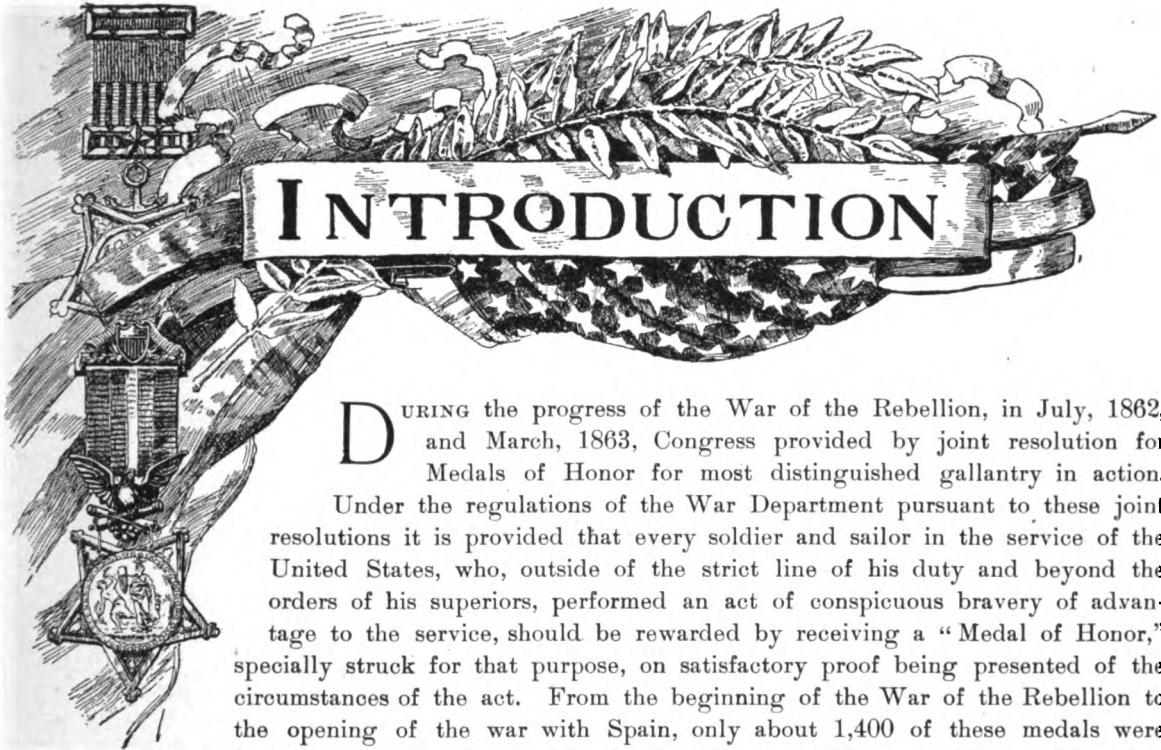 INTRODUCTION
DURING the progress of the War of the Rebellion, in July, 1862,
and March, 1863, Congress provided by joint resolution for
Medals of Honor for most distinguished gallantry in action.
Under the regulations of the War Department pursuant to these joint
resolutions it is provided that every soldier and sailor in the service of the
United States, who, outside of the strict line of his duty and beyond the
orders of his superiors, performed an act of conspicuous bravery of advan-
tage to the service, should be rewarded by receiving a “Medal of Honor,”
specially struck for that purpose, on satisfactory proof being presented of the
circumstances of the act. From the beginning of the War of the Rebellion to
the opening of the war with Spain, only about 1,400 of these medals were